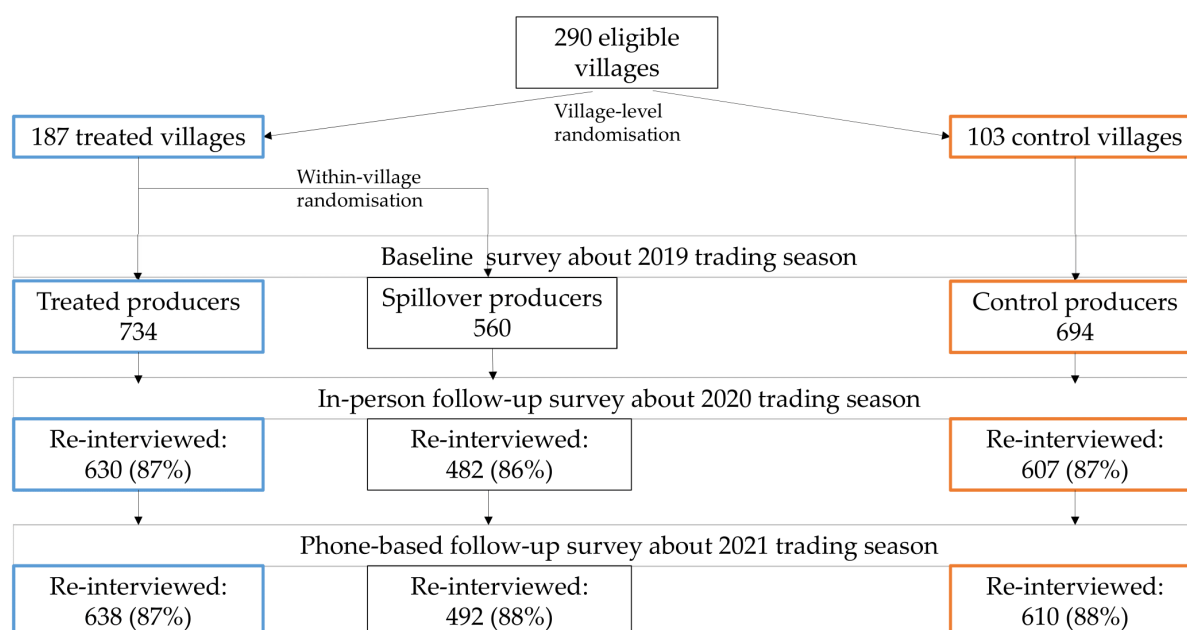 290 eligible
villages
Village-level
randomisation
187 treated villages
103 control villages
Within-village
randomisation
Baseline survey about 2019 trading season
Treated producers
734
Spillover producers
560
Control producers
694
In-person follow-up survey about 2020 trading season
Re-interviewed:
630 (87%)
Re-interviewed:
482 (86%)
Re-interviewed:
607 (87%)
Phone-based follow-up survey about 2021 trading season
Re-interviewed:
638 (87%)
Re-interviewed:
492 (88%)
Re-interviewed:
610 (88%)